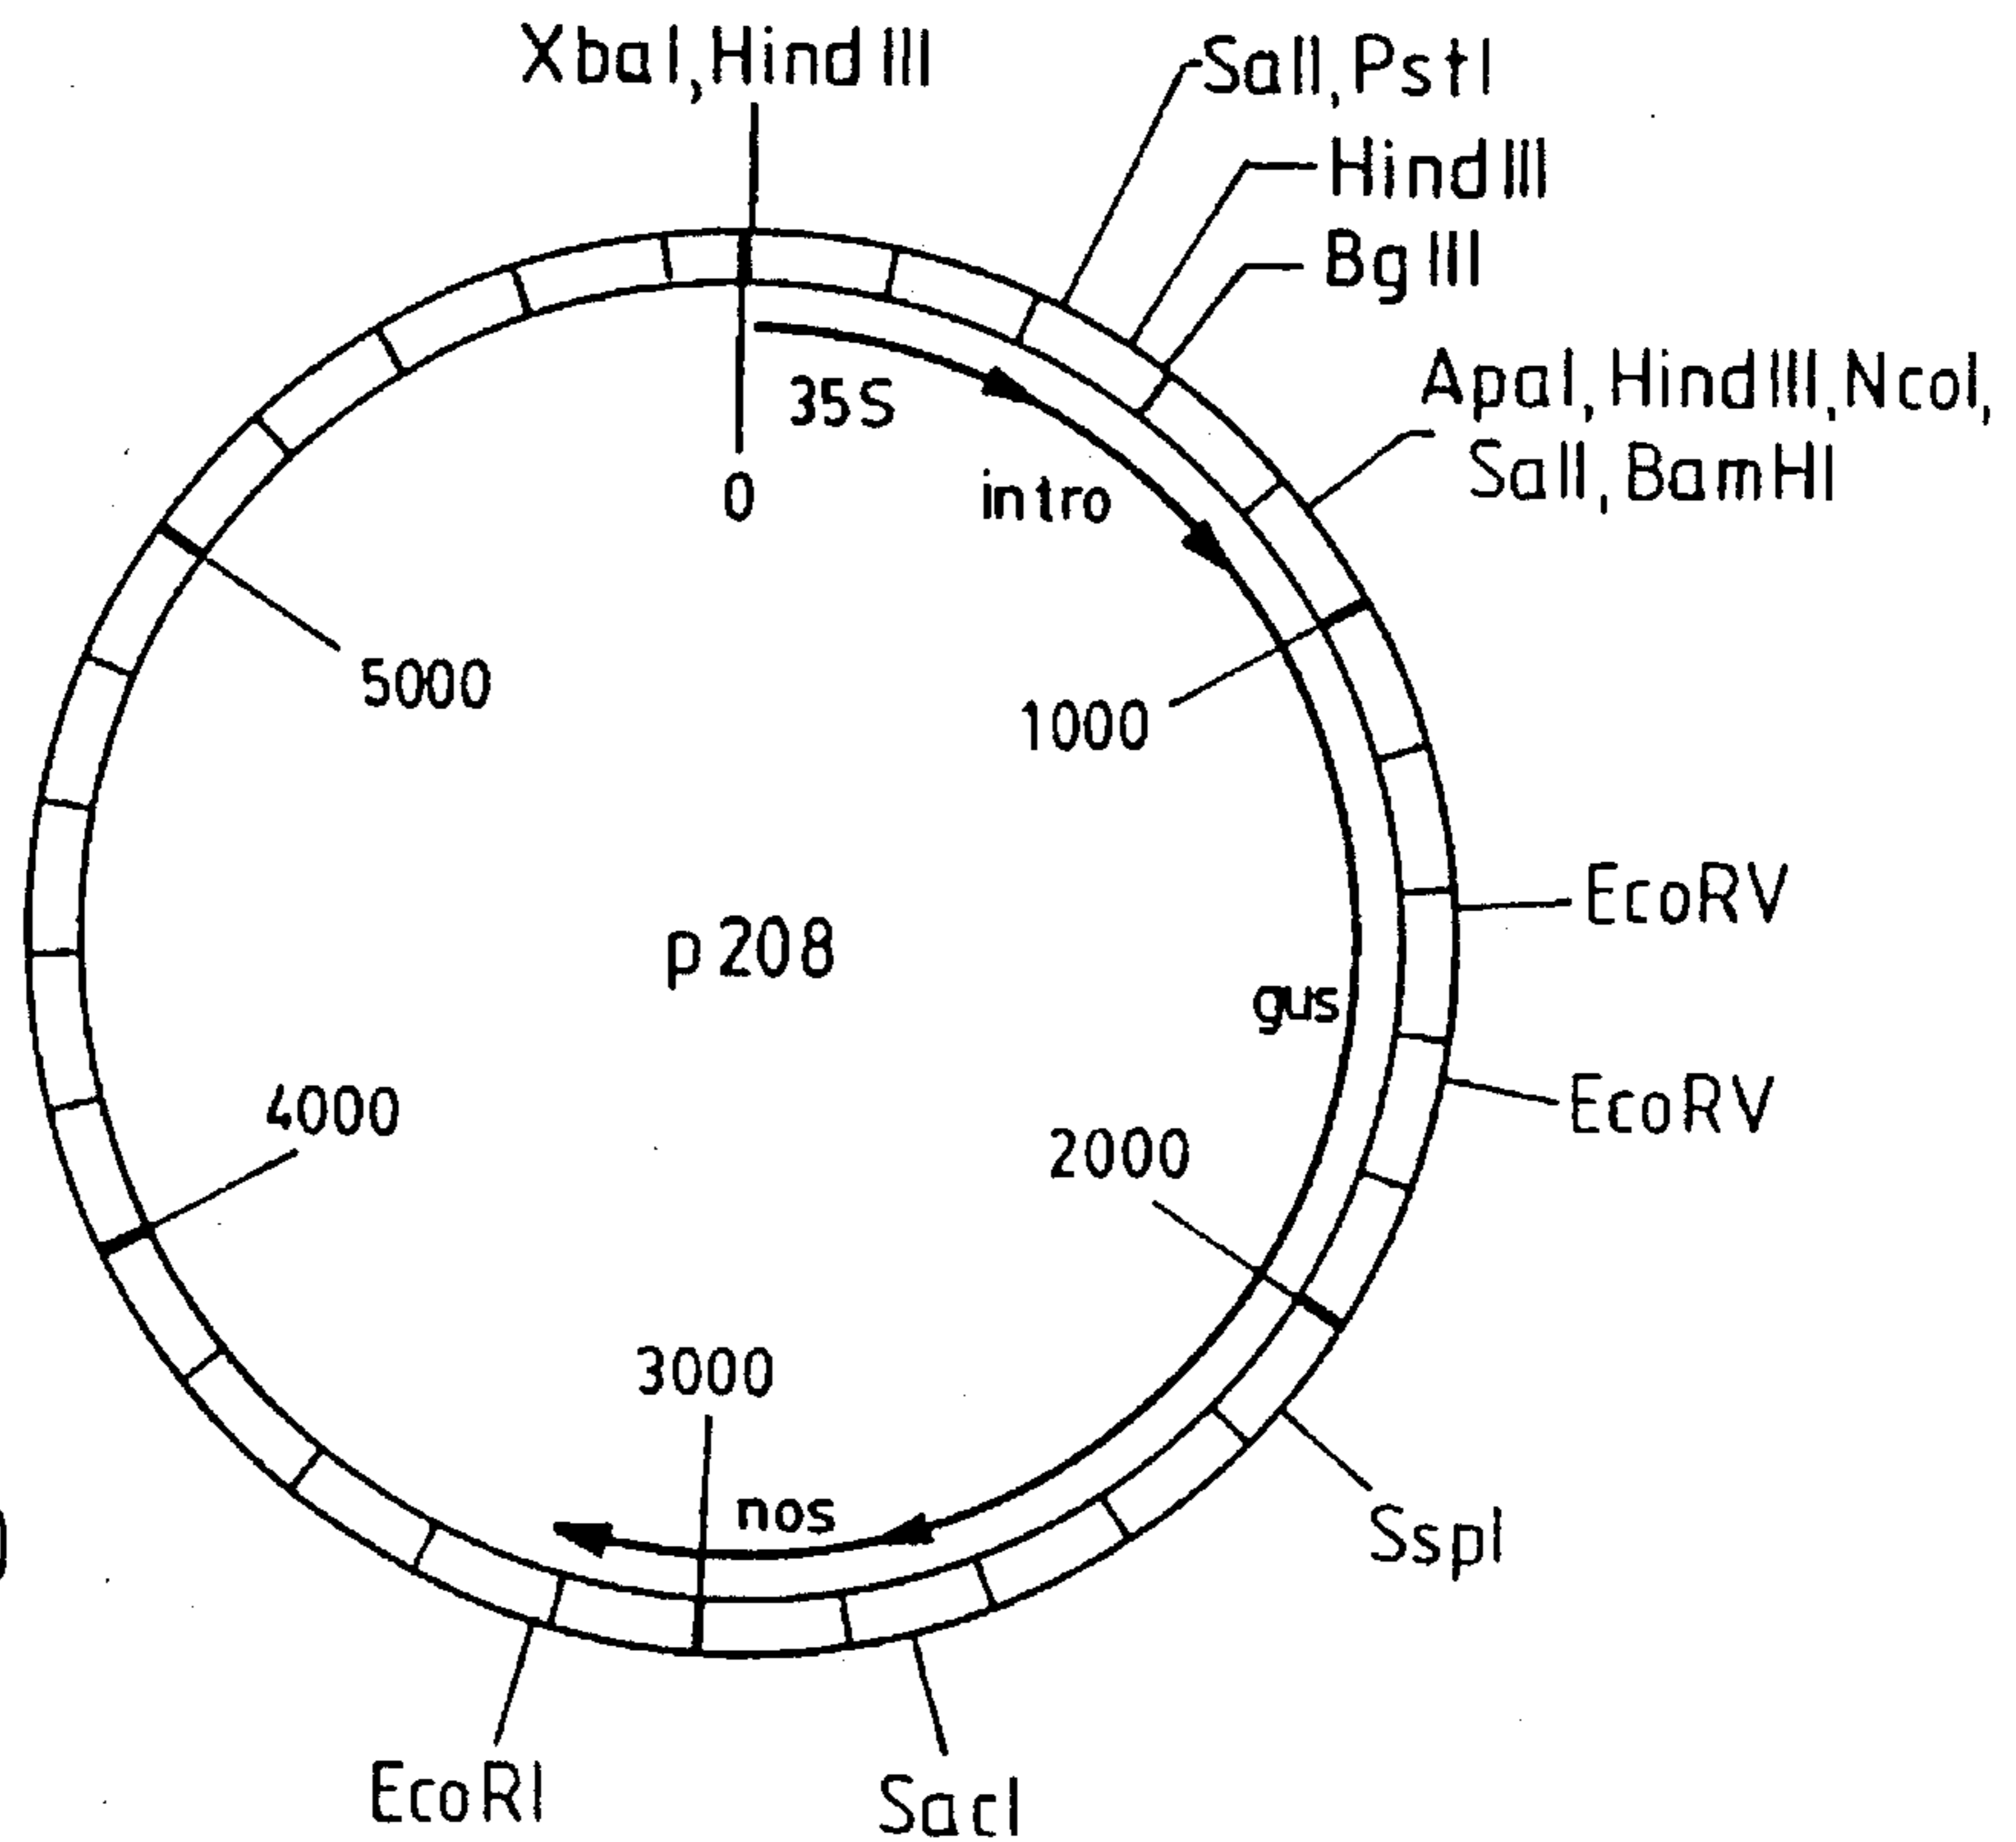 XbaI, HindIII
SalI, PstI
HindIII
BglII
ApaI, HindIII, NcoI,
SalI, BamHI
35S
0
intro
5000
1000
EcoRV
p208
gus
EcoRV
4000
2000
3000
nos
SspI
EcoRI
SacI